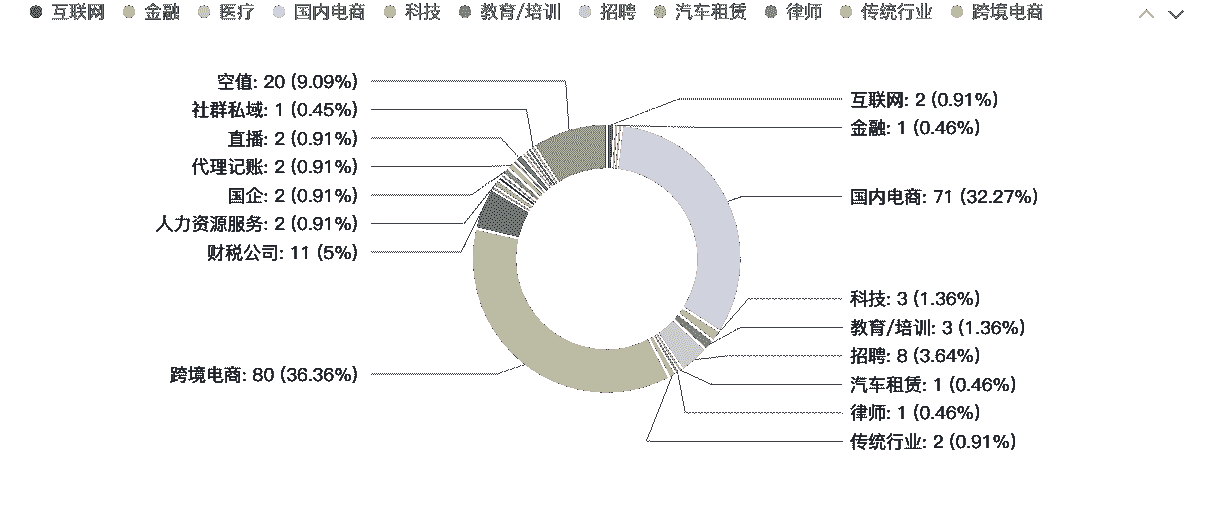 互联网 金融 医疗 国内电商 科技 教育/培训 招聘 汽车租赁 律师 传统行业 跨境电商
空值: 20 (9.09%)
社群私域: 1 (0.45%)
直播: 2 (0.91%)
代理记账: 2 (0.91%)
国企: 2 (0.91%)
人力资源服务: 2 (0.91%)
财税公司: 11 (5%)
跨境电商: 80 (36.36%)
互联网: 2 (0.91%)
金融: 1 (0.46%)
国内电商: 71 (32.27%)
科技: 3 (1.36%)
教育/培训: 3 (1.36%)
招聘: 8 (3.64%)
汽车租赁: 1 (0.46%)
律师: 1 (0.46%)
传统行业: 2 (0.91%)